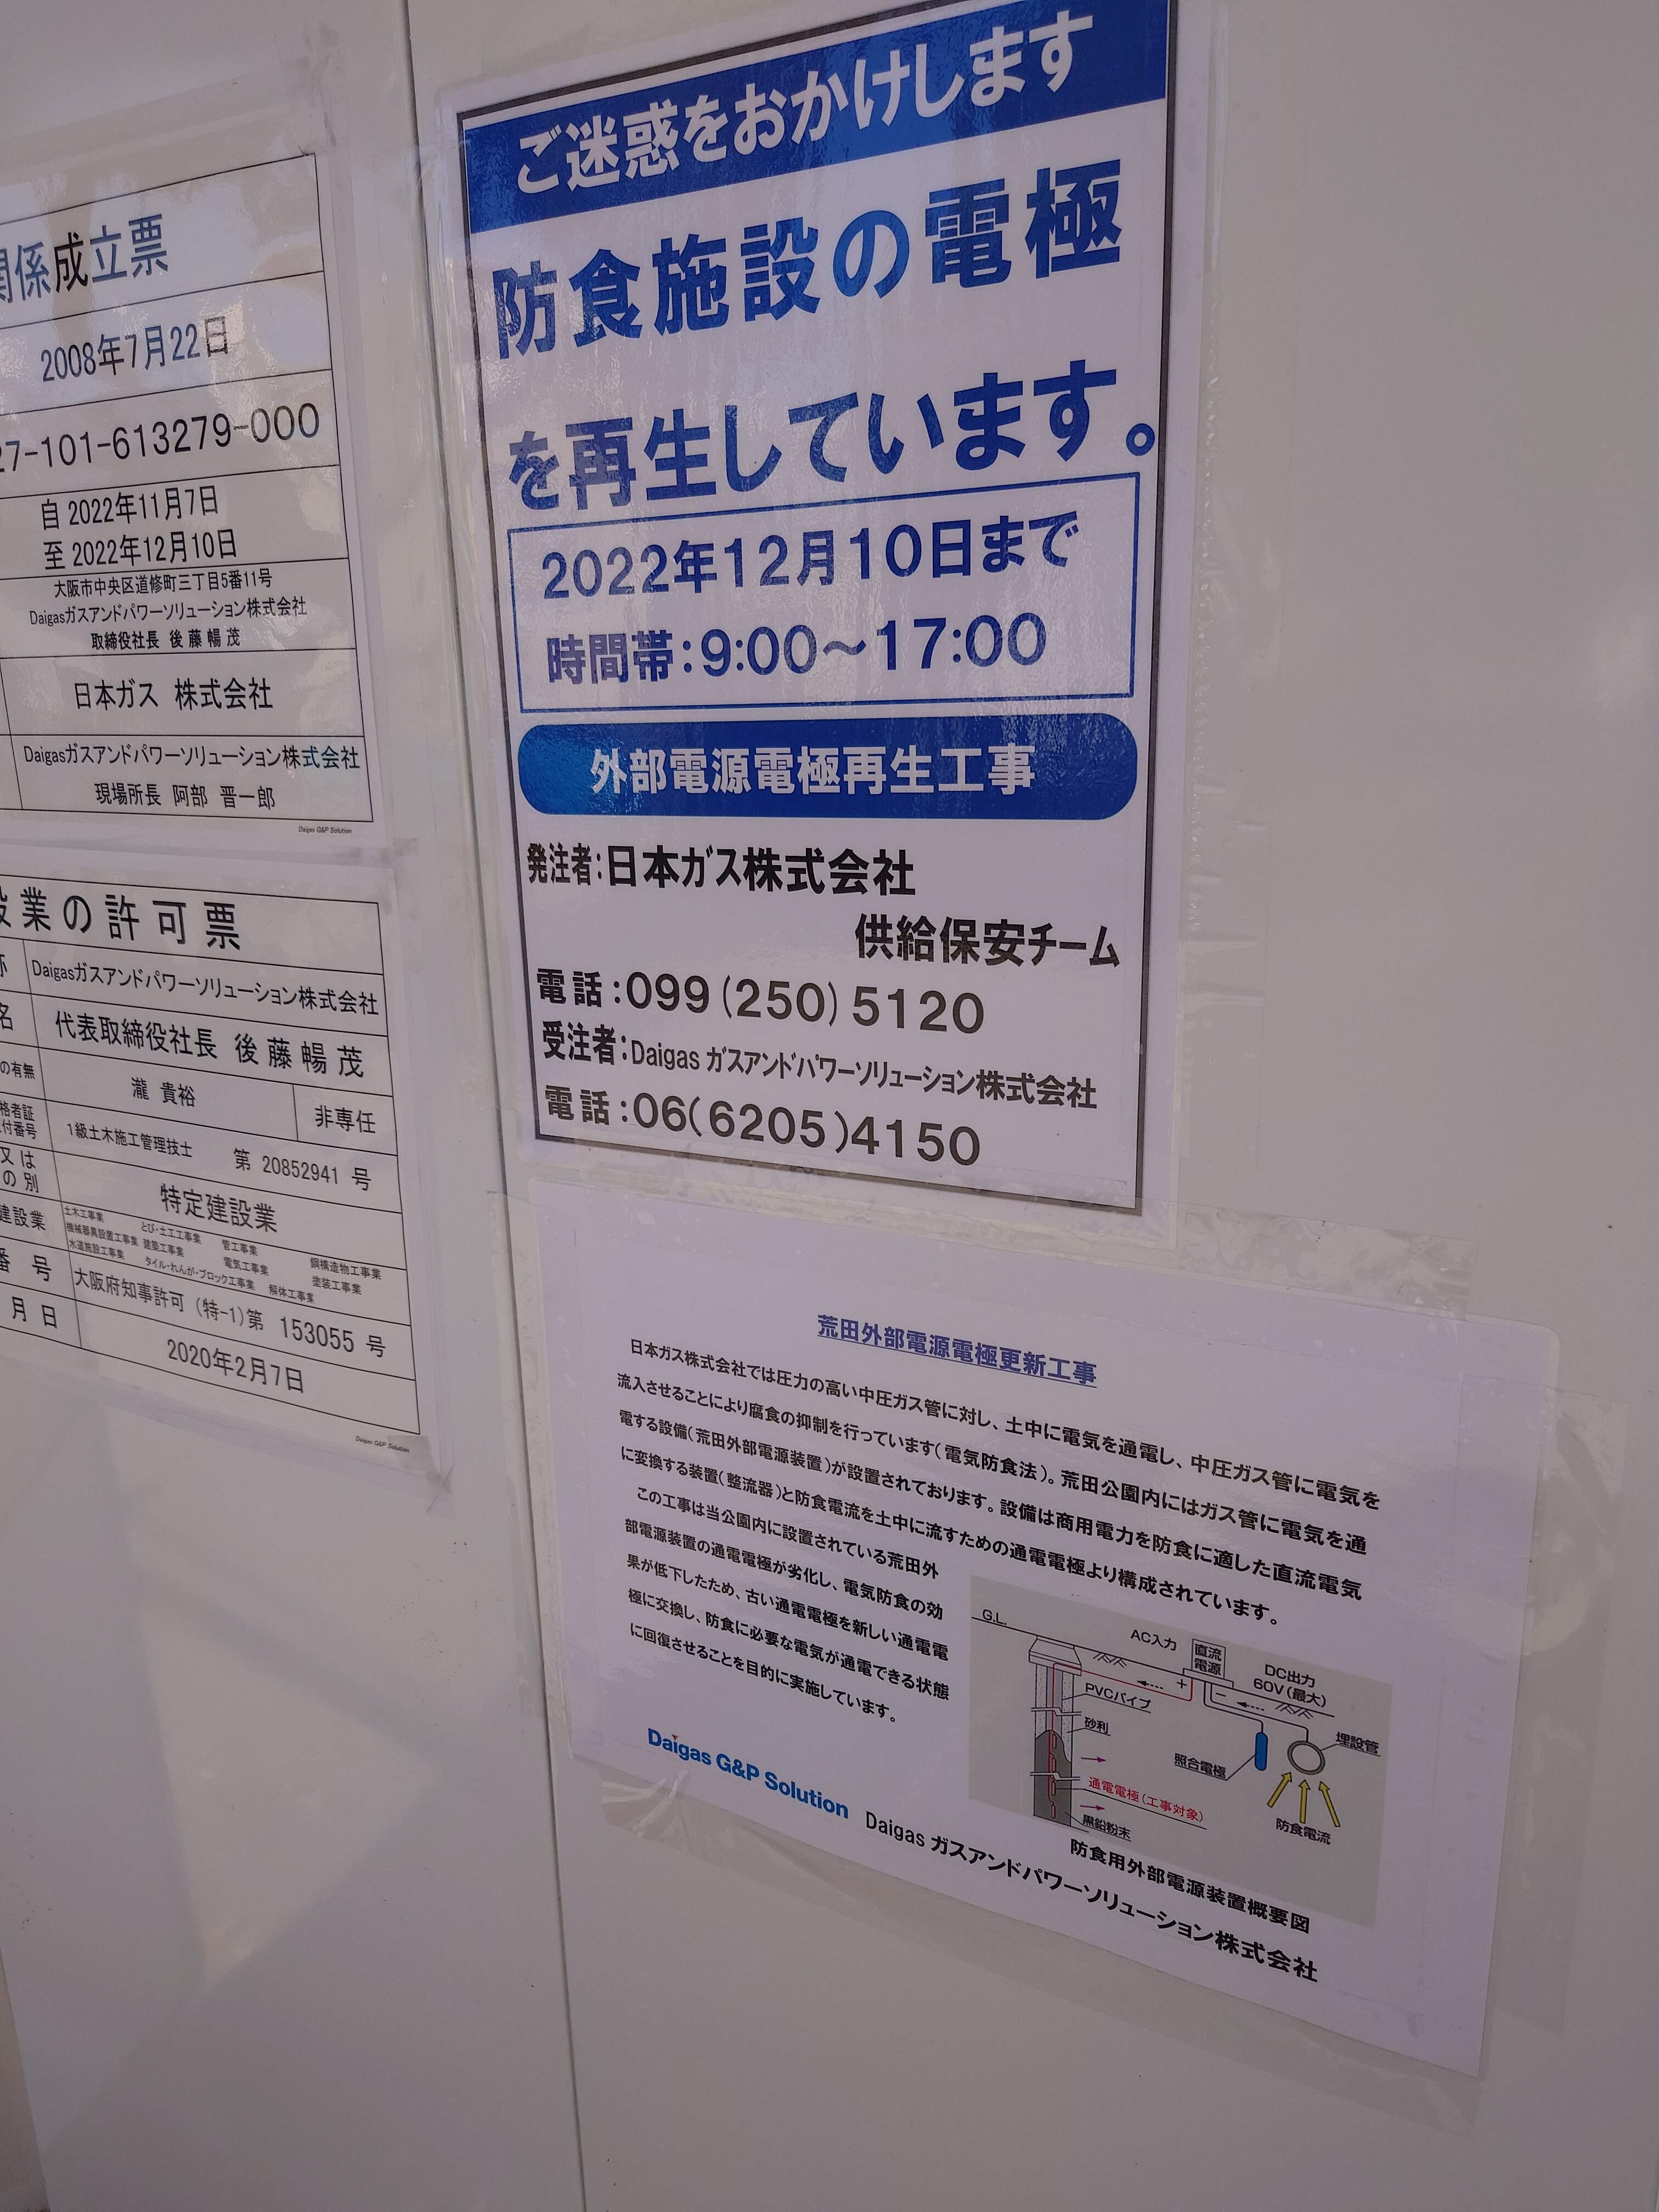 関係成立票
2008年7月22日
27-101-613279-000
自 2022年11月7日
至 2022年12月10日
大阪市中央区道修町三丁目5番11号
Daigasガスアンドパワーソリューション株式会社
取締役社長 後藤暢茂
日本ガス 株式会社
Daigasガスアンドパワーソリューション株式会社
現場所長 阿部 晋一郎
Daigas G&P Solution
設業の許可票
称 Daigasガスアンドパワーソリューション株式会社
名 代表取締役社長 後藤暢茂
の有無 瀧 貴裕 非専任
格者証
付番号 1級土木施工管理技士 第 20852941 号
又は
の別 特定建設業
建設業 土木工事業 とび・土工工事業 管工事業 鋼構造物工事業
機械器具設置工事業 建築工事業 電気工事業 塗装工事業
水道施設工事業 タイル・れんが・ブロック工事業 解体工事業
番号 大阪府知事許可(特-1)第 153055 号
月日 2020年2月7日
Daigas G&P Solution
ご迷惑をおかけします
防食施設の電極
を再生しています。
2022年12月10日まで
時間帯:9:00～17:00
外部電源電極再生工事
発注者:日本ガス株式会社
供給保安チーム
電話:099(250)5120
受注者:Daigas ガスアンドパワーソリューション株式会社
電話:06(6205)4150
荒田外部電源電極更新工事
日本ガス株式会社では圧力の高い中圧ガス管に対し、土中に電気を通電し、中圧ガス管に電気を
流入させることにより腐食の抑制を行っています(電気防食法)。荒田公園内にはガス管に電気を通
電する設備(荒田外部電源装置)が設置されております。設備は商用電力を防食に適した直流電気
に変換する装置(整流器)と防食電流を土中に流すための通電電極より構成されています。
この工事は当公園内に設置されている荒田外
部電源装置の通電電極が劣化し、電気防食の効
果が低下したため、古い通電電極を新しい通電電
極に交換し、防食に必要な電気が通電できる状態
に回復させることを目的に実施しています。
G.L.
AC入力
直流
電源
DC出力
60V(最大)
+
−
PVCパイプ
砂利
照合電極
埋設管
通電電極(工事対象)
黒鉛粉末
防食電流
防食用外部電源装置概要図
Daigas G&P Solution Daigas ガスアンドパワーソリューション株式会社